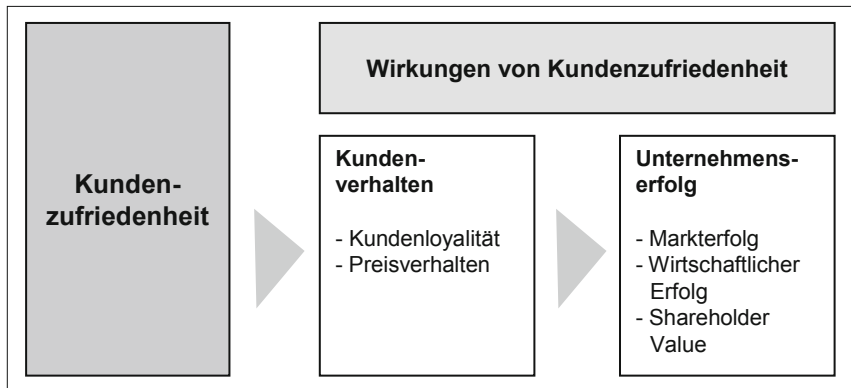 Kunden-
zufriedenheit
Wirkungen von Kundenzufriedenheit
Kunden-
verhalten
- Kundenloyalität
- Preisverhalten
Unternehmens-
erfolg
- Markterfolg
- Wirtschaftlicher
Erfolg
- Shareholder
Value